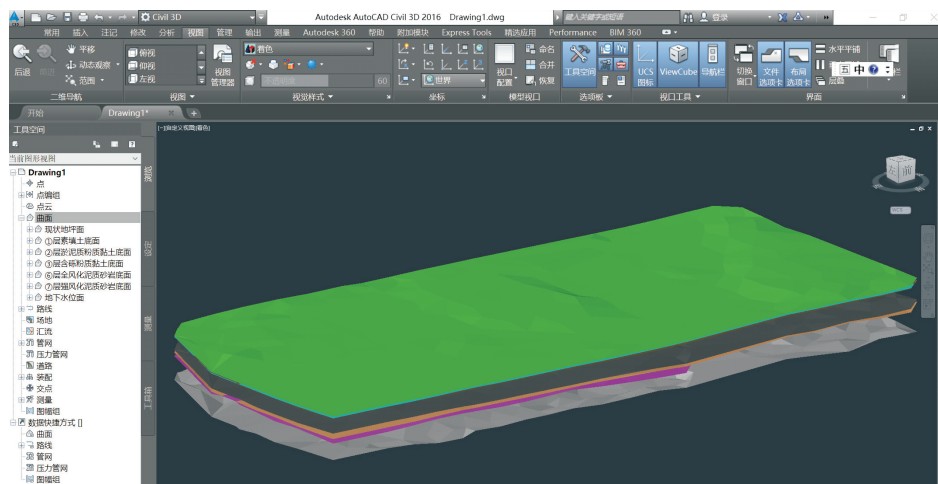 Civil 3D
Autodesk AutoCAD Civil 3D 2016 Drawing1.dwg
键入关键字或短语
登录
常用 插入 注记 修改 分析 视图 管理 输出 测量 Autodesk 360 帮助 附加模块 Express Tools 精选应用 Performance BIM 360
后退
平移
动态观察
范围
俯视
仰视
左视
视图
管理器
着色
60
世界
视口
配置
命名
合并
恢复
工具空间
UCS
图标
ViewCube
导航栏
切换
窗口
文件
选项卡
布局
选项卡
水平平铺
层叠
五 中
二维导航
视图
视觉样式
坐标
模型视口
选项板
视口工具
界面
开始
Drawing1*
工具空间
当前图形视图
Drawing1
点
点编组
点云
曲面
现状地坪面
①层素填土底面
②层淤泥质粉质黏土底面
③层含砾粉质黏土底面
⑥层全风化泥质砂岩底面
⑦层强风化泥质砂岩底面
地下水位面
路线
场地
汇流
管网
压力管网
道路
装配
交点
测量
图幅组
数据快捷方式 []
曲面
路线
管网
压力管网
图幅组
浏览
设定
测量
工具箱
[-][自定义视图][着色]
左 前
WCS